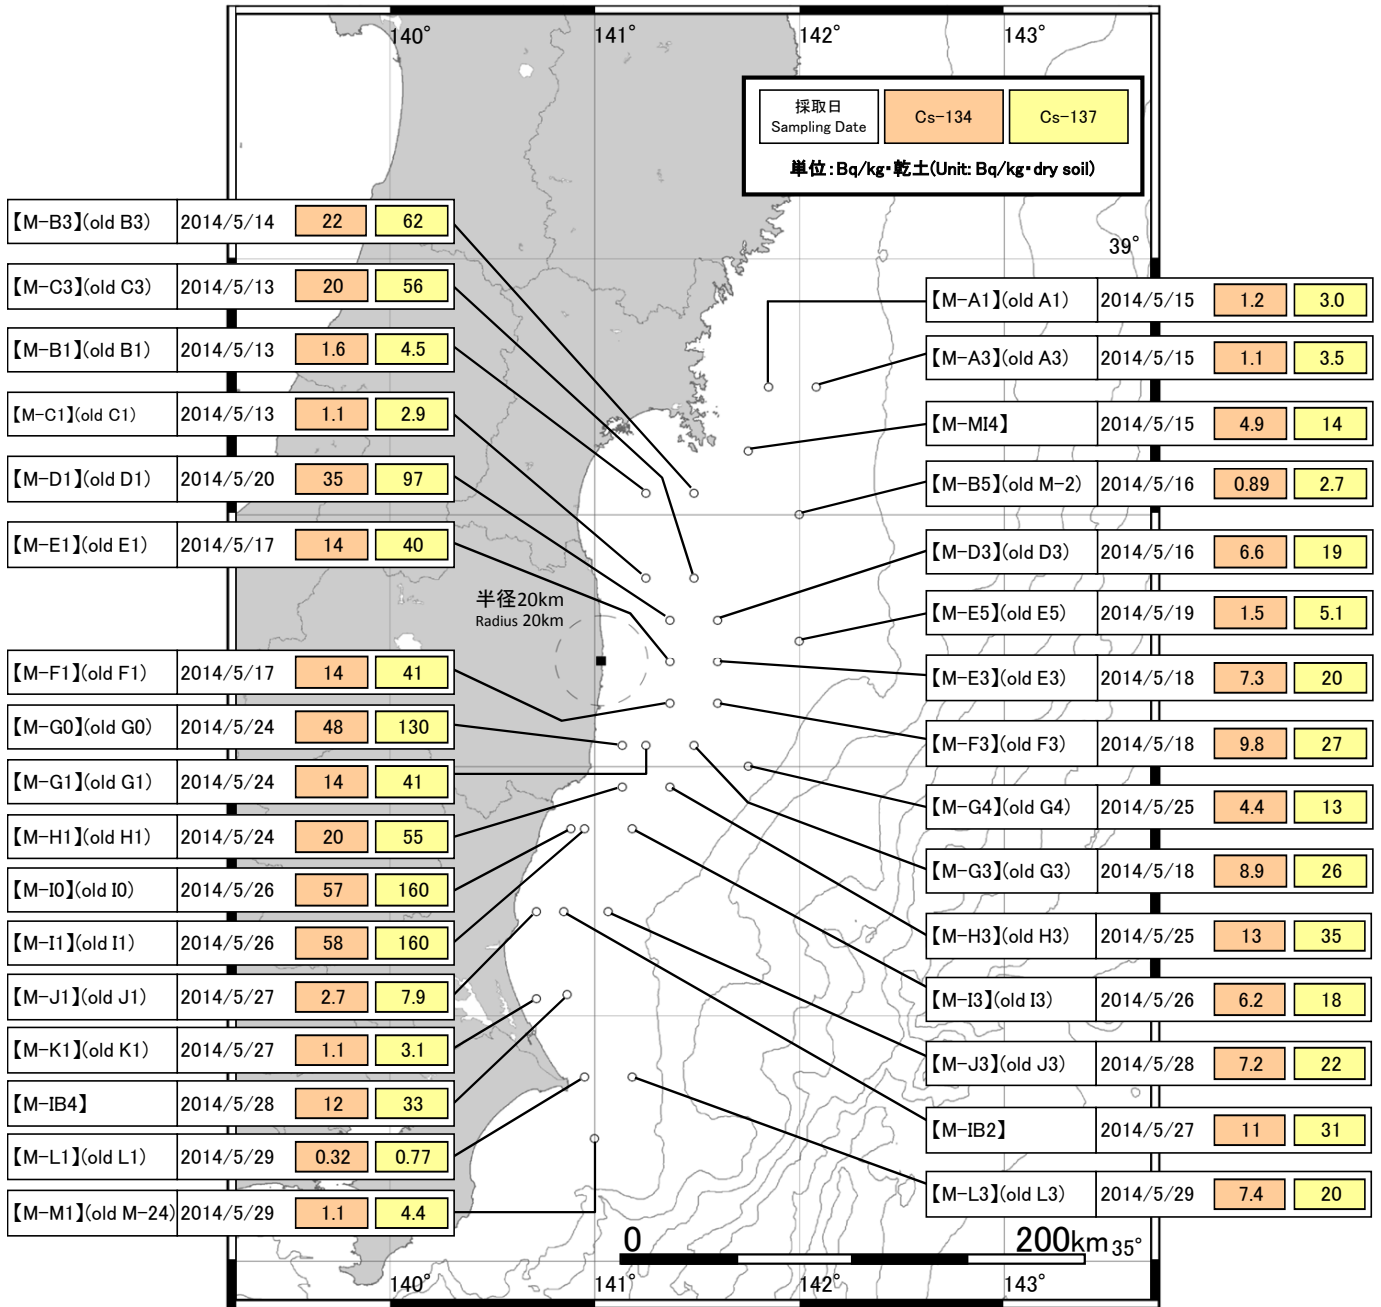 140°
141°
142°
143°
採取日
Sampling Date
Cs-134
Cs-137
単位:Bq/kg・乾土(Unit: Bq/kg・dry soil)
39°
【M-B3】(old B3) 2014/5/14 22 62
【M-C3】(old C3) 2014/5/13 20 56
【M-B1】(old B1) 2014/5/13 1.6 4.5
【M-C1】(old C1) 2014/5/13 1.1 2.9
【M-D1】(old D1) 2014/5/20 35 97
【M-E1】(old E1) 2014/5/17 14 40
半径20km
Radius 20km
【M-F1】(old F1) 2014/5/17 14 41
【M-G0】(old G0) 2014/5/24 48 130
【M-G1】(old G1) 2014/5/24 14 41
【M-H1】(old H1) 2014/5/24 20 55
【M-I0】(old I0) 2014/5/26 57 160
【M-I1】(old I1) 2014/5/26 58 160
【M-J1】(old J1) 2014/5/27 2.7 7.9
【M-K1】(old K1) 2014/5/27 1.1 3.1
【M-IB4】 2014/5/28 12 33
【M-L1】(old L1) 2014/5/29 0.32 0.77
【M-M1】(old M-24) 2014/5/29 1.1 4.4
【M-A1】(old A1) 2014/5/15 1.2 3.0
【M-A3】(old A3) 2014/5/15 1.1 3.5
【M-MI4】 2014/5/15 4.9 14
【M-B5】(old M-2) 2014/5/16 0.89 2.7
【M-D3】(old D3) 2014/5/16 6.6 19
【M-E5】(old E5) 2014/5/19 1.5 5.1
【M-E3】(old E3) 2014/5/18 7.3 20
【M-F3】(old F3) 2014/5/18 9.8 27
【M-G4】(old G4) 2014/5/25 4.4 13
【M-G3】(old G3) 2014/5/18 8.9 26
【M-H3】(old H3) 2014/5/25 13 35
【M-I3】(old I3) 2014/5/26 6.2 18
【M-J3】(old J3) 2014/5/28 7.2 22
【M-IB2】 2014/5/27 11 31
【M-L3】(old L3) 2014/5/29 7.4 20
0
200km
35°
140°
141°
142°
143°